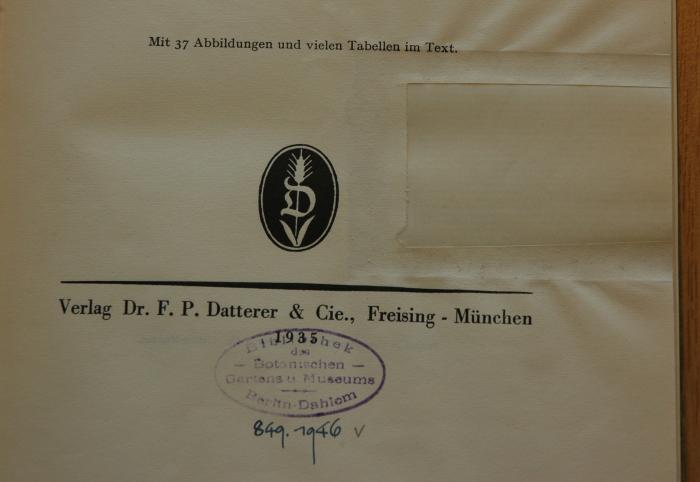 Mit 37 Abbildungen und vielen Tabellen im Text.
D
Verlag Dr. F. P. Datterer & Cie., Freising - München
1935
Bibliothek
des
— Botanischen —
Gartens u. Museums
Berlin-Dahlem
849.-1946 v